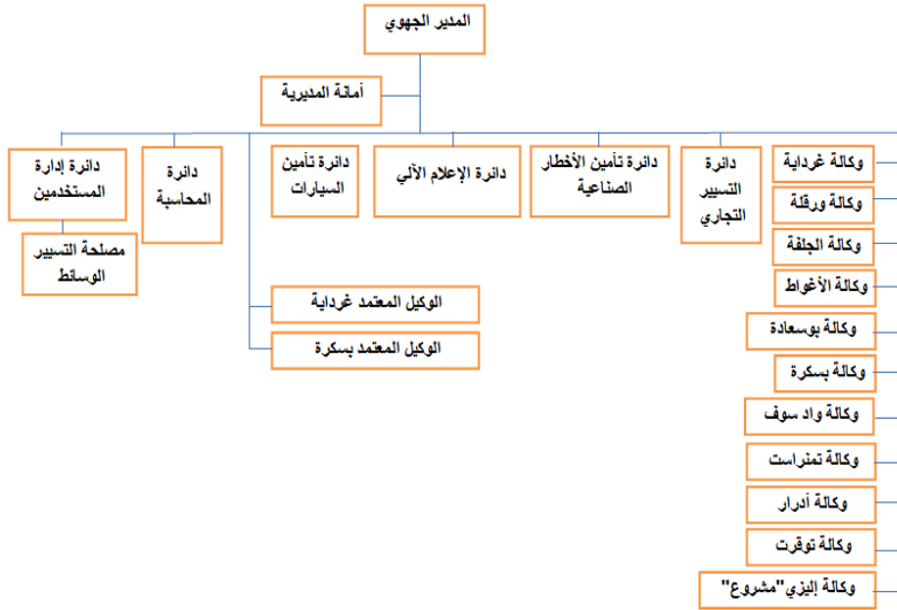 المدير الجهوي
أمانة المديرية
وكالة غرداية
دائرة
التسيير
التجاري
دائرة تأمين الأخطار
الصناعية
دائرة الإعلام الآلي
دائرة تأمين
السيارات
دائرة
المحاسبة
دائرة إدارة
المستخدمين
وكالة ورقلة
مصلحة التسيير
الوسائط
وكالة الجلفة
وكالة الأغواط
الوكيل المعتمد غرداية
وكالة بوسعادة
الوكيل المعتمد بسكرة
وكالة بسكرة
وكالة واد سوف
وكالة تمنراست
وكالة أدرار
وكالة توقرت
وكالة إليزي"مشروع"